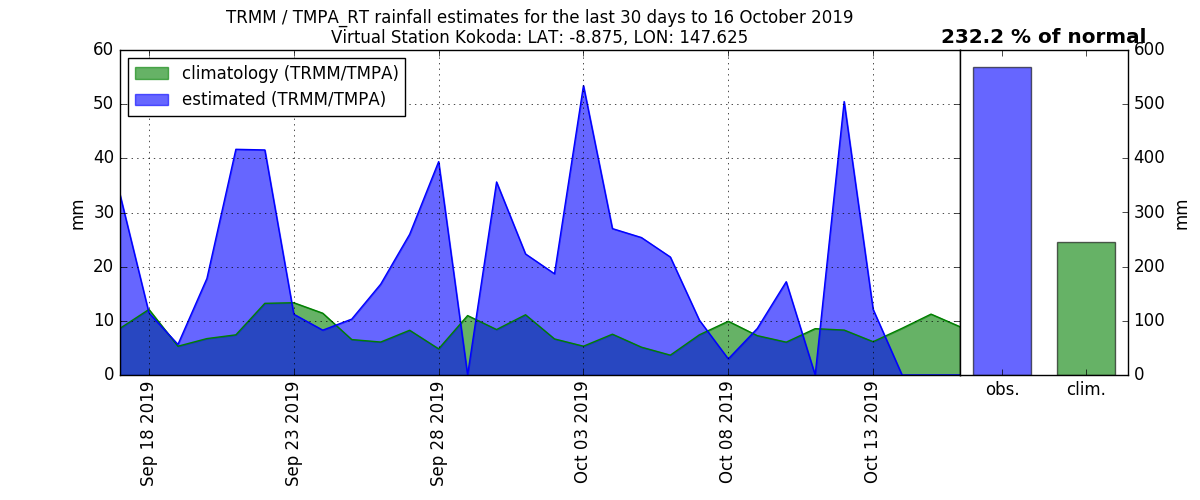 TRMM / TMPA_RT rainfall estimates for the last 30 days to 16 October 2019
Virtual Station Kokoda: LAT: -8.875, LON: 147.625
232.2 % of normal
climatology (TRMM/TMPA)
estimated (TRMM/TMPA)
60
50
40
30
20
10
0
mm
Sep 18 2019
Sep 23 2019
Sep 28 2019
Oct 03 2019
Oct 08 2019
Oct 13 2019
600
500
400
300
200
100
0
mm
obs.
clim.